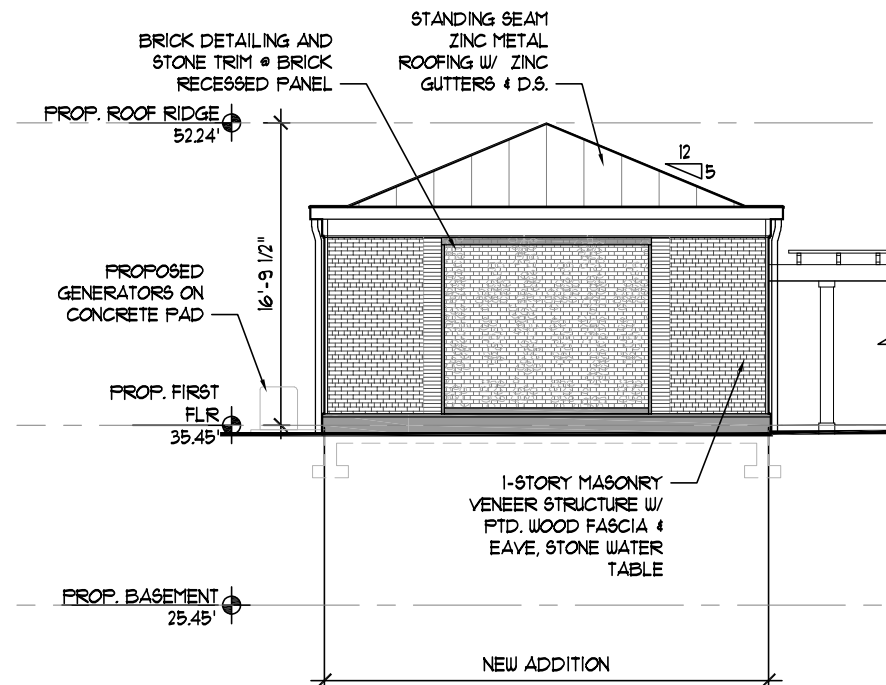 STANDING SEAM
ZINC METAL
ROOFING W/ ZINC
GUTTERS & D.S.
BRICK DETAILING AND
STONE TRIM @ BRICK
RECESSED PANEL
PROP. ROOF RIDGE
52.24'
12
5
16'-9 1/2"
PROPOSED
GENERATORS ON
CONCRETE PAD
PROP. FIRST
FLR
35.45'
1-STORY MASONRY
VENEER STRUCTURE W/
PTD. WOOD FASCIA &
EAVE, STONE WATER
TABLE
PROP. BASEMENT
25.45'
NEW ADDITION